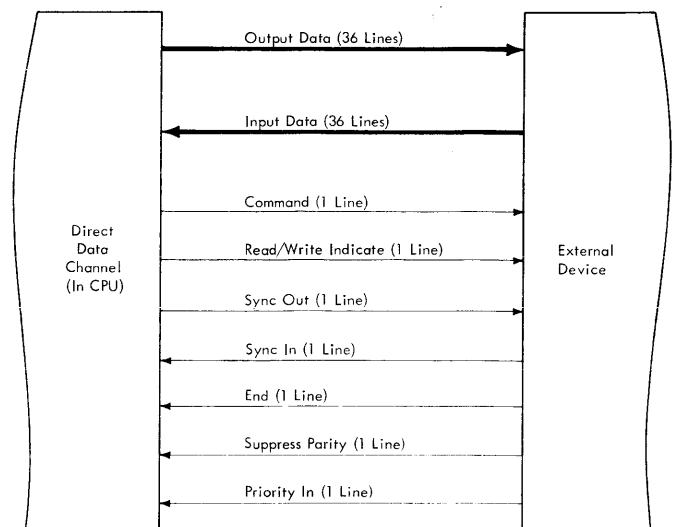 Output Data (36 Lines)
Input Data (36 Lines)
Command (1 Line)
Direct
Data
Channel
(In CPU)
Read/Write Indicate (1 Line)
External
Device
Sync Out (1 Line)
Sync In (1 Line)
End (1 Line)
Suppress Parity (1 Line)
Priority In (1 Line)